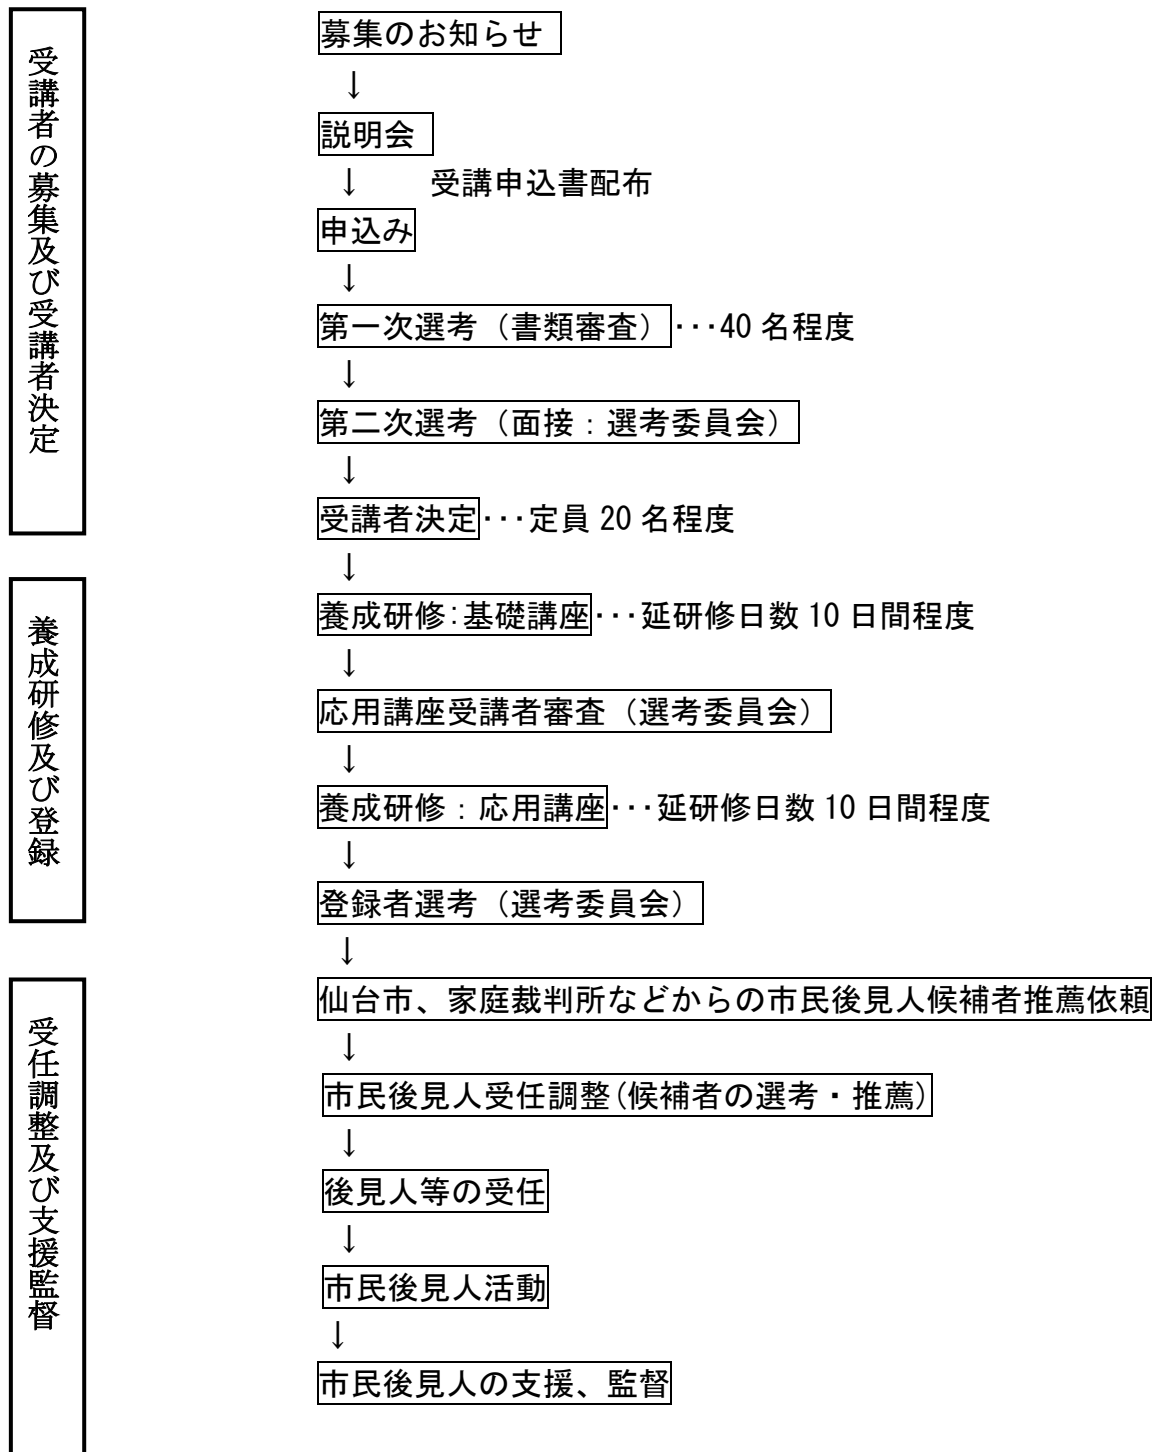 受講者の募集及び受講者決定
募集のお知らせ
↓
説明会
↓ 受講申込書配布
申込み
↓
第一次選考（書類審査）･･･40 名程度
↓
第二次選考（面接：選考委員会）
↓
受講者決定･･･定員 20 名程度
↓
養成研修及び登録
養成研修:基礎講座･･･延研修日数 10 日間程度
↓
応用講座受講者審査（選考委員会）
↓
養成研修：応用講座･･･延研修日数 10 日間程度
↓
登録者選考（選考委員会）
↓
受任調整及び支援監督
仙台市、家庭裁判所などからの市民後見人候補者推薦依頼
↓
市民後見人受任調整(候補者の選考・推薦)
↓
後見人等の受任
↓
市民後見人活動
↓
市民後見人の支援、監督